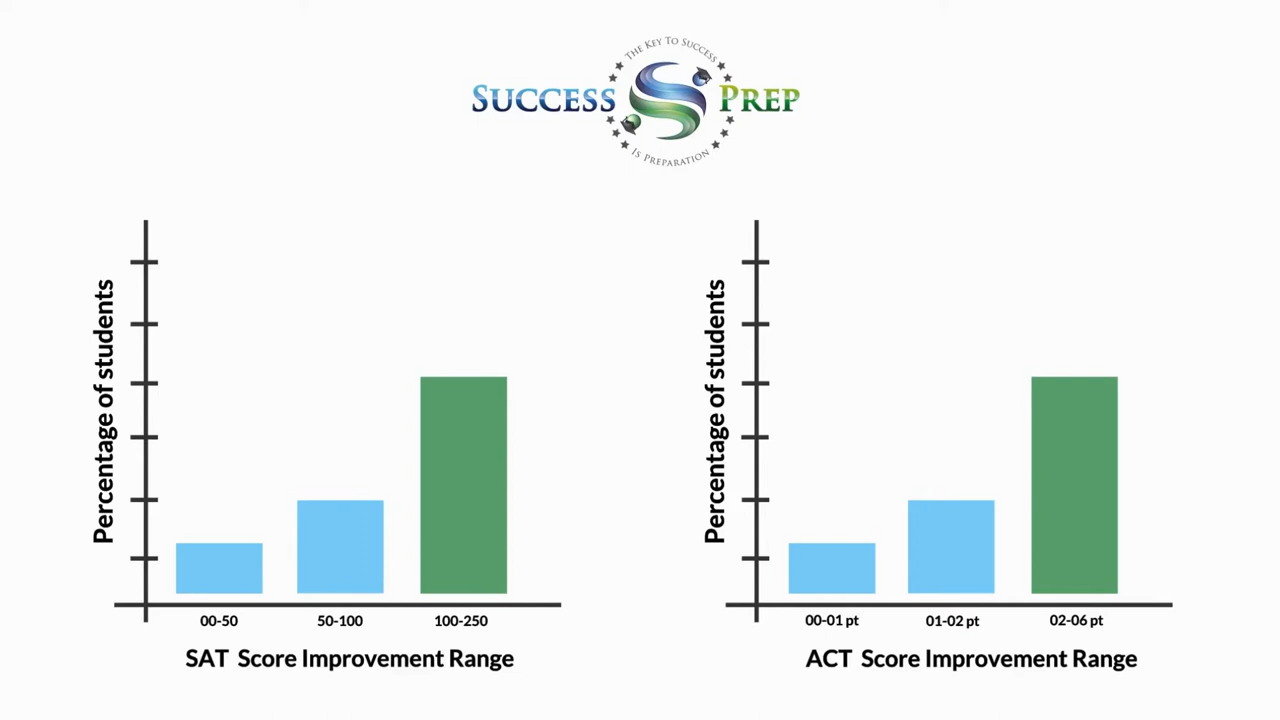 THE KEY TO SUCCESS
SUCCESS PREP
IS PREPARATION
Percentage of students
00-50 50-100 100-250
SAT Score Improvement Range
Percentage of students
00-01 pt 01-02 pt 02-06 pt
ACT Score Improvement Range